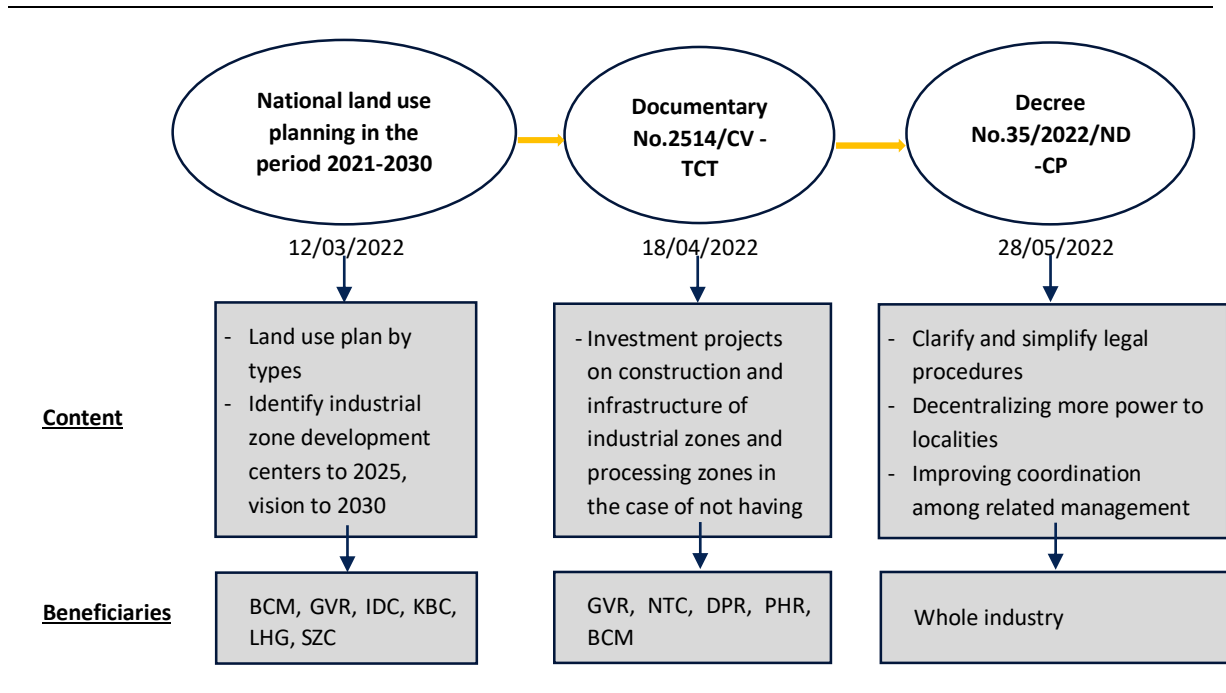 National land use
planning in the
period 2021-2030
Documentary
No.2514/CV -
TCT
Decree
No.35/2022/ND
-CP
12/03/2022
18/04/2022
28/05/2022
Content
- Land use plan by
types
- Identify industrial
zone development
centers to 2025,
vision to 2030
- Investment projects
on construction and
infrastructure of
industrial zones and
processing zones in
the case of not having
- Clarify and simplify legal
procedures
- Decentralizing more power to
localities
- Improving coordination
among related management
Beneficiaries
BCM, GVR, IDC, KBC,
LHG, SZC
GVR, NTC, DPR, PHR,
BCM
Whole industry